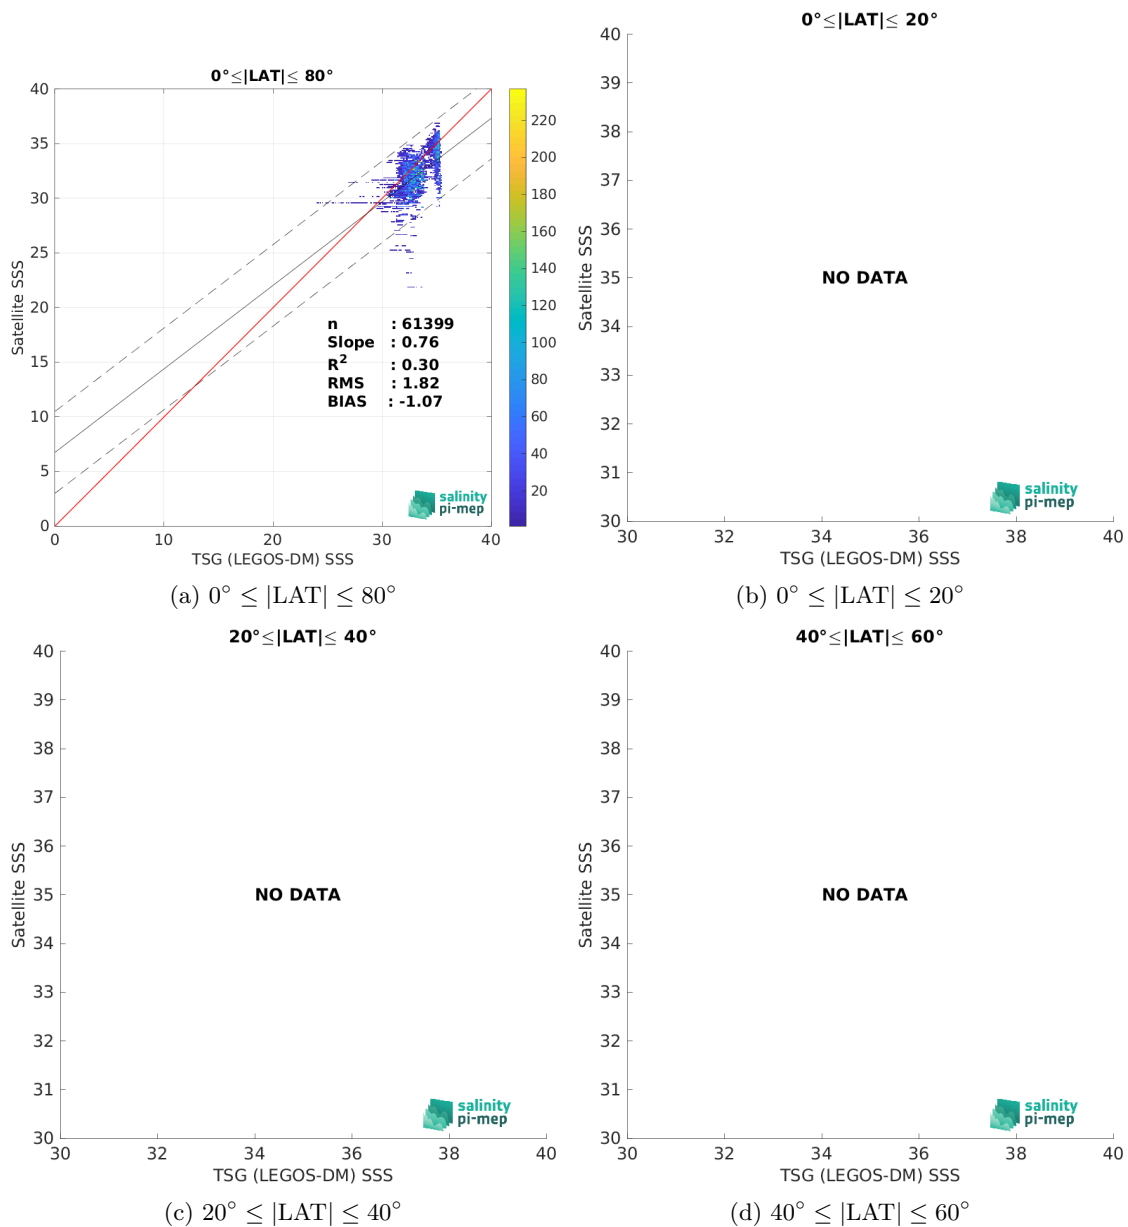 0°≤|LAT|≤ 80°
40
35
30
25
20
15
10
5
0
Satellite SSS
0
10
20
30
40
TSG (LEGOS-DM) SSS
220
200
180
160
140
120
100
80
60
40
20
n : 61399
Slope : 0.76
R² : 0.30
RMS : 1.82
BIAS : -1.07
salinity
pi-mep
(a) 0° ≤ |LAT| ≤ 80°
0°≤|LAT|≤ 20°
40
39
38
37
36
35
34
33
32
31
30
Satellite SSS
NO DATA
salinity
pi-mep
30
32
34
36
38
40
TSG (LEGOS-DM) SSS
(b) 0° ≤ |LAT| ≤ 20°
20°≤|LAT|≤ 40°
40
39
38
37
36
35
34
33
32
31
30
Satellite SSS
NO DATA
salinity
pi-mep
30
32
34
36
38
40
TSG (LEGOS-DM) SSS
(c) 20° ≤ |LAT| ≤ 40°
40°≤|LAT|≤ 60°
40
39
38
37
36
35
34
33
32
31
30
Satellite SSS
NO DATA
salinity
pi-mep
30
32
34
36
38
40
TSG (LEGOS-DM) SSS
(d) 40° ≤ |LAT| ≤ 60°